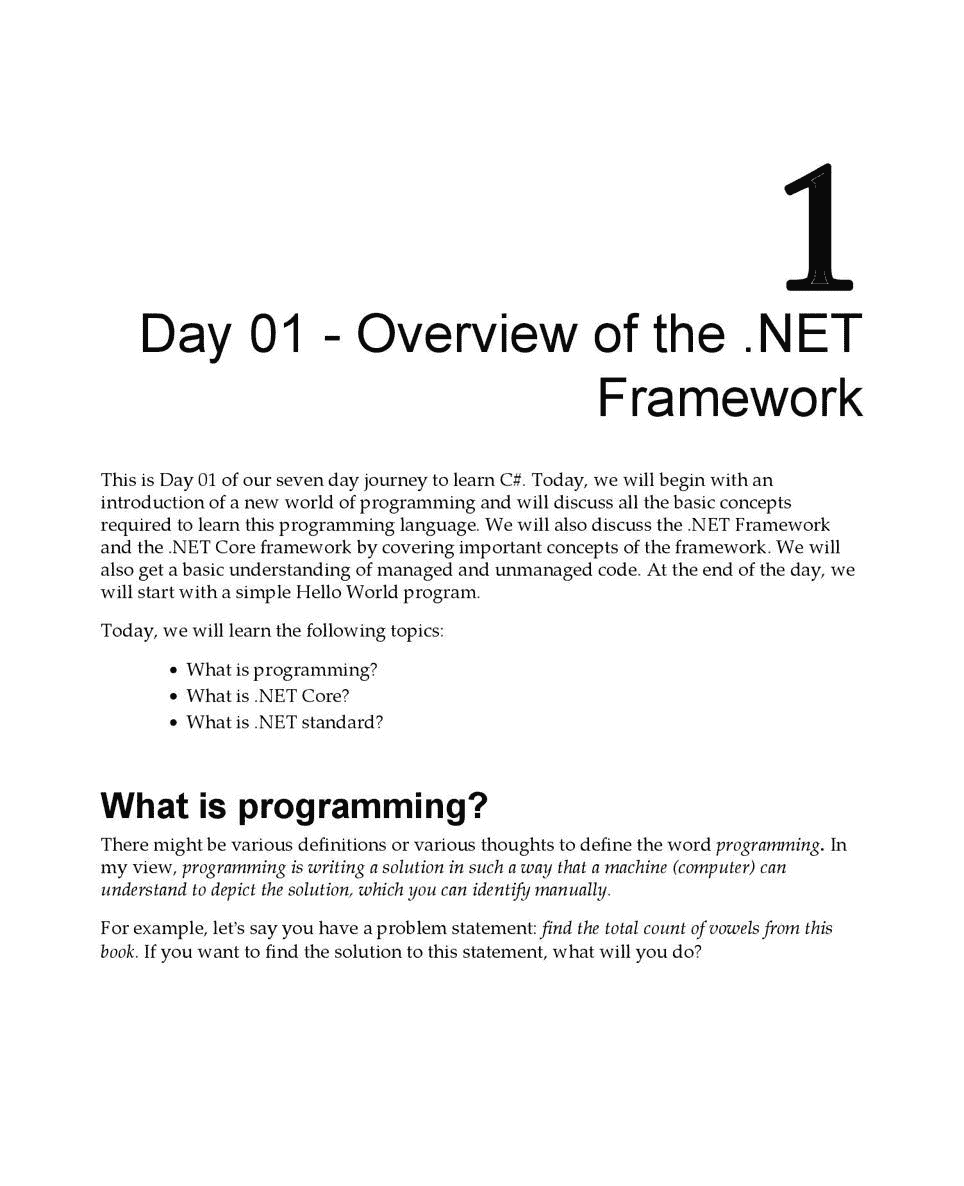 1
Day 01 - Overview of the .NET
Framework
This is Day 01 of our seven day journey to learn C#. Today, we will begin with an
introduction of a new world of programming and will discuss all the basic concepts
required to learn this programming language. We will also discuss the .NET Framework
and the .NET Core framework by covering important concepts of the framework. We will
also get a basic understanding of managed and unmanaged code. At the end of the day, we
will start with a simple Hello World program.
Today, we will learn the following topics:
• What is programming?
• What is .NET Core?
• What is .NET standard?
What is programming?
There might be various definitions or various thoughts to define the word programming. In
my view, programming is writing a solution in such a way that a machine (computer) can
understand to depict the solution, which you can identify manually.
For example, let's say you have a problem statement: find the total count of vowels from this
book. If you want to find the solution to this statement, what will you do?